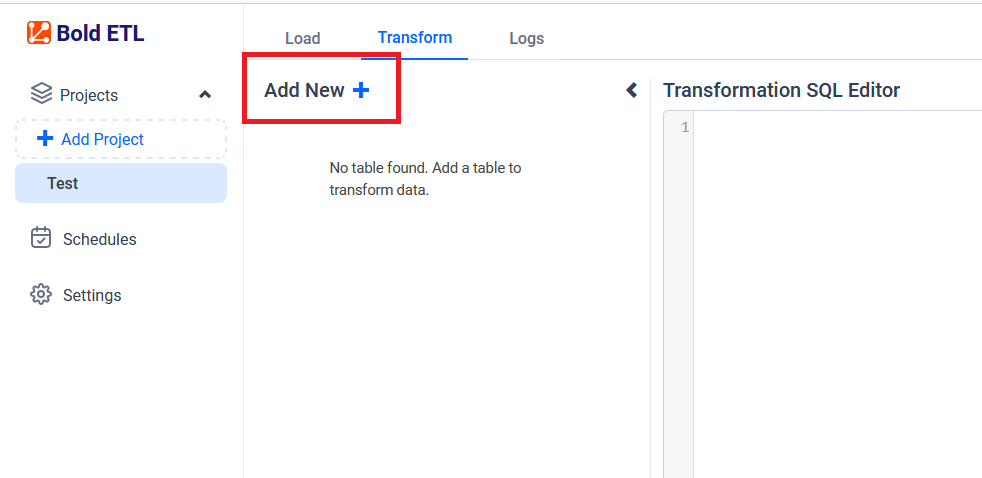 Bold ETL
Projects
Add Project
Test
Schedules
Settings
Load
Transform
Logs
Add New
No table found. Add a table to
transform data.
Transformation SQL Editor
1